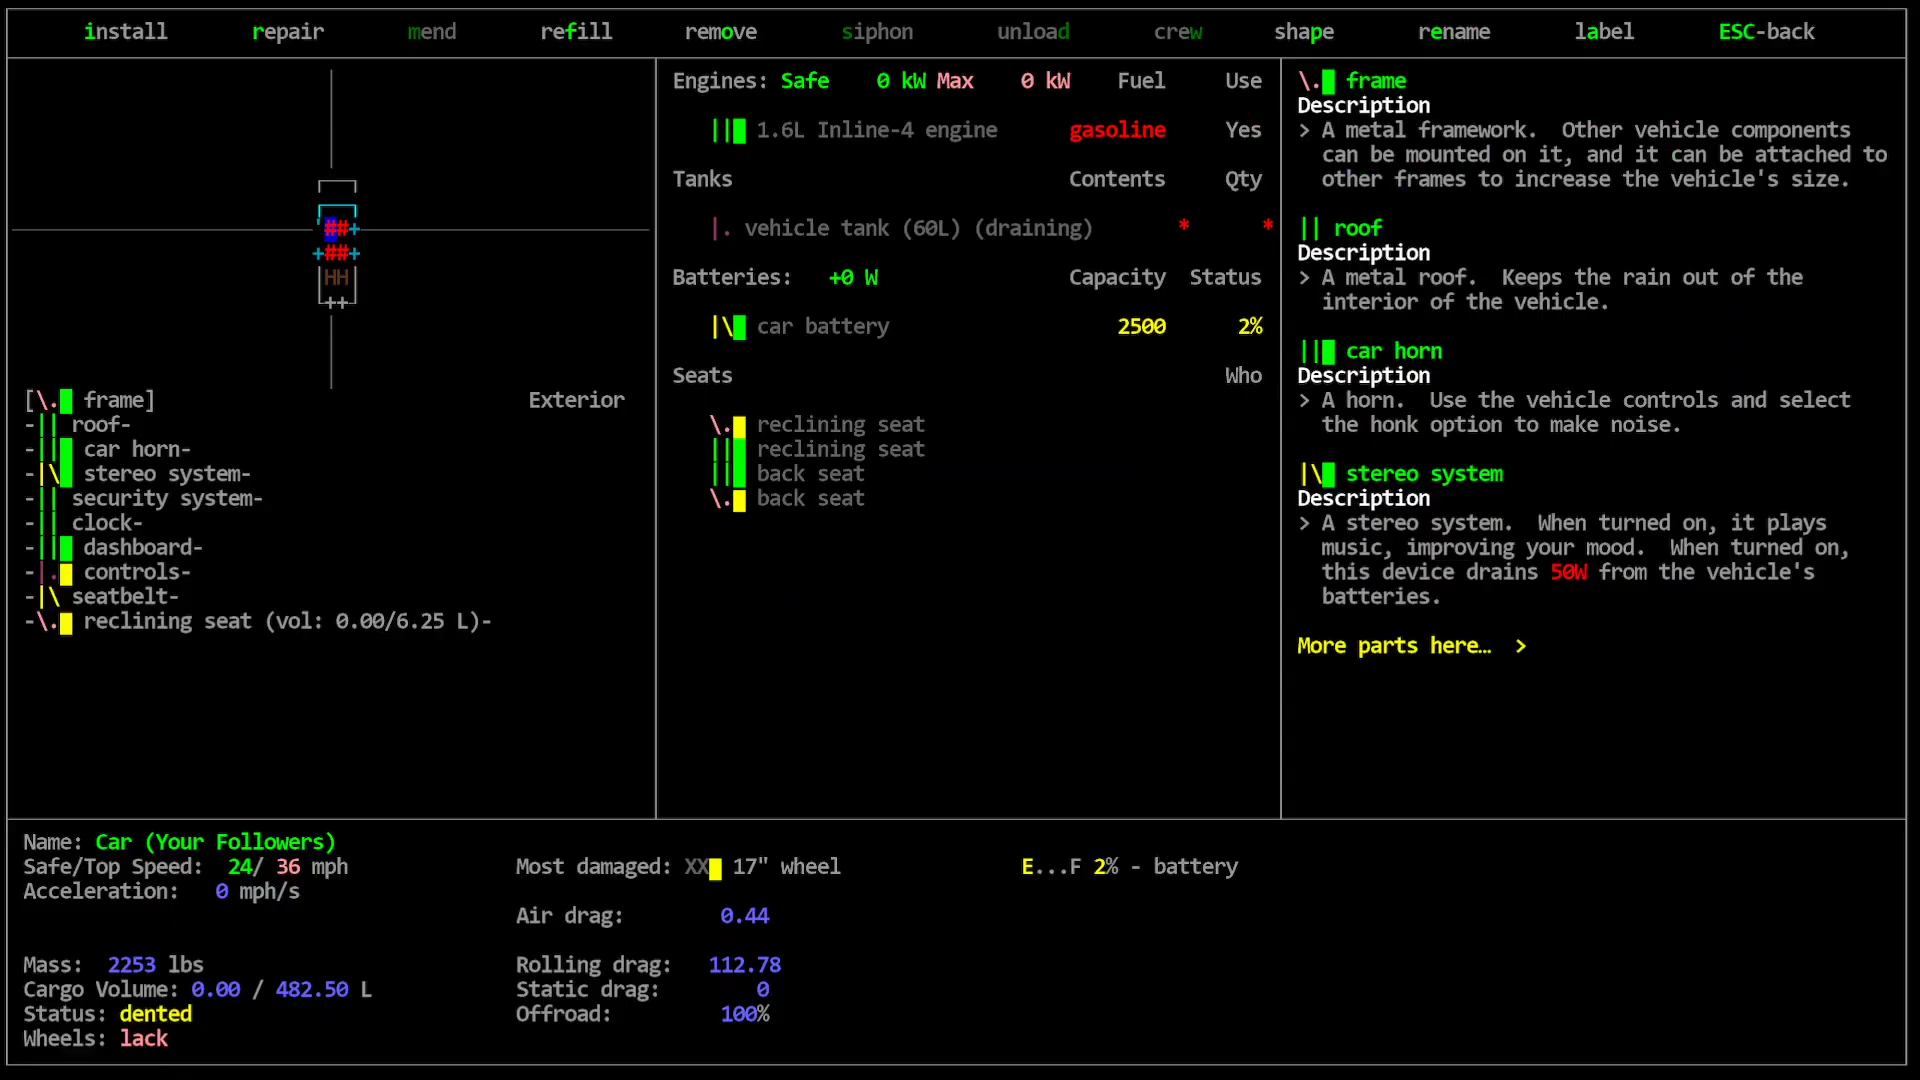 install repair mend refill remove siphon unload crew shape rename label ESC-back
##+
+##+
HH
++
[\. frame] Exterior
-|| roof-
-|| car horn-
-|\ stereo system-
-|| security system-
-|| clock-
-|| dashboard-
-|. controls-
-|\ seatbelt-
-\. reclining seat (vol: 0.00/6.25 L)-
Engines: Safe 0 kW Max 0 kW Fuel Use
|| 1.6L Inline-4 engine gasoline Yes
Tanks Contents Qty
|. vehicle tank (60L) (draining) * *
Batteries: +0 W Capacity Status
|\ car battery 2500 2%
Seats Who
\. reclining seat
|| reclining seat
|| back seat
\. back seat
\. frame
Description
> A metal framework. Other vehicle components
can be mounted on it, and it can be attached to
other frames to increase the vehicle's size.
|| roof
Description
> A metal roof. Keeps the rain out of the
interior of the vehicle.
|| car horn
Description
> A horn. Use the vehicle controls and select
the honk option to make noise.
|\ stereo system
Description
> A stereo system. When turned on, it plays
music, improving your mood. When turned on,
this device drains 50W from the vehicle's
batteries.
More parts here… >
Name: Car (Your Followers)
Safe/Top Speed: 24/ 36 mph
Acceleration: 0 mph/s
Mass: 2253 lbs
Cargo Volume: 0.00 / 482.50 L
Status: dented
Wheels: lack
Most damaged: XX 17" wheel
Air drag: 0.44
Rolling drag: 112.78
Static drag: 0
Offroad: 100%
E...F 2% - battery